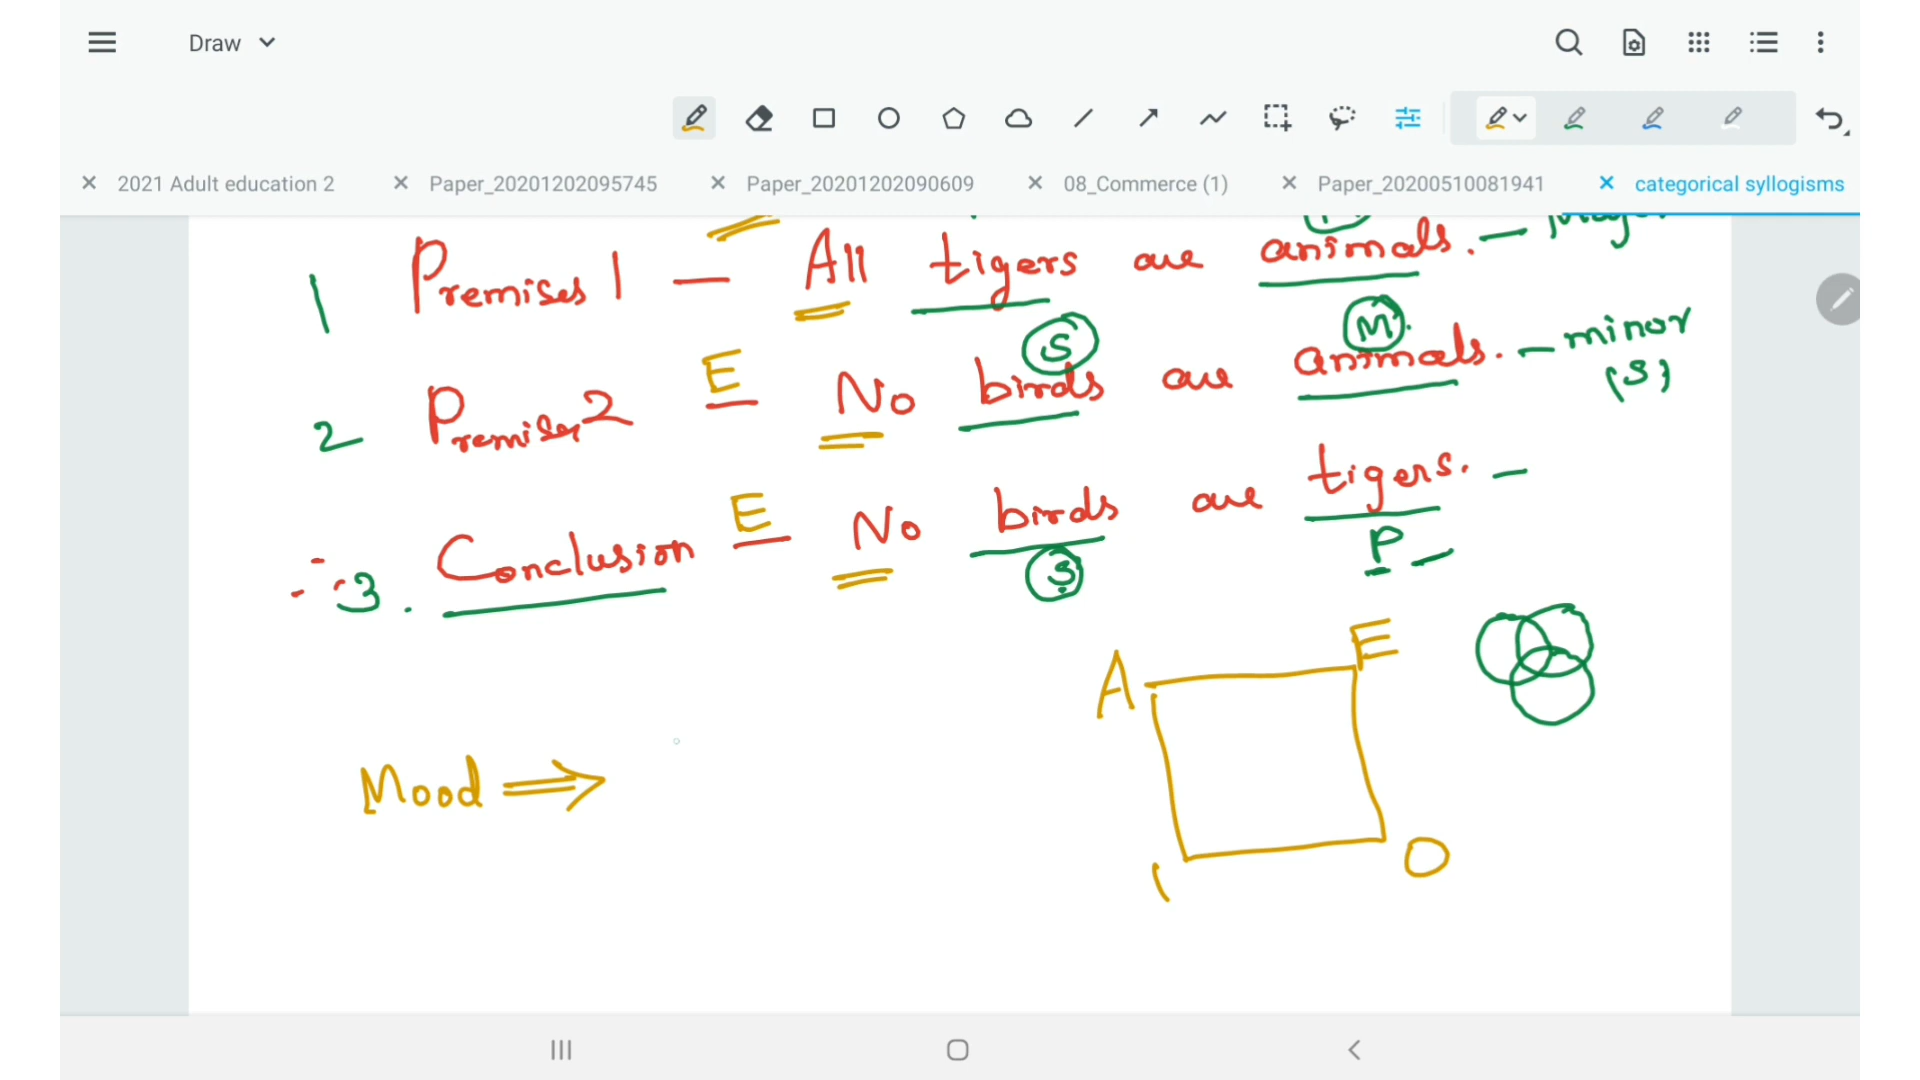 Draw
2021 Adult education 2 Paper_20201202095745 Paper_20201202090609 08_Commerce (1) Paper_20200510081941 categorical syllogisms
1 Premises 1 — All tigers are animals. —
S M
2 Premises 2 E No birds are animals. — minor
(S)
∴ 3. Conclusion E No birds are tigers. —
S P —
A E
Mood ⇒
I O